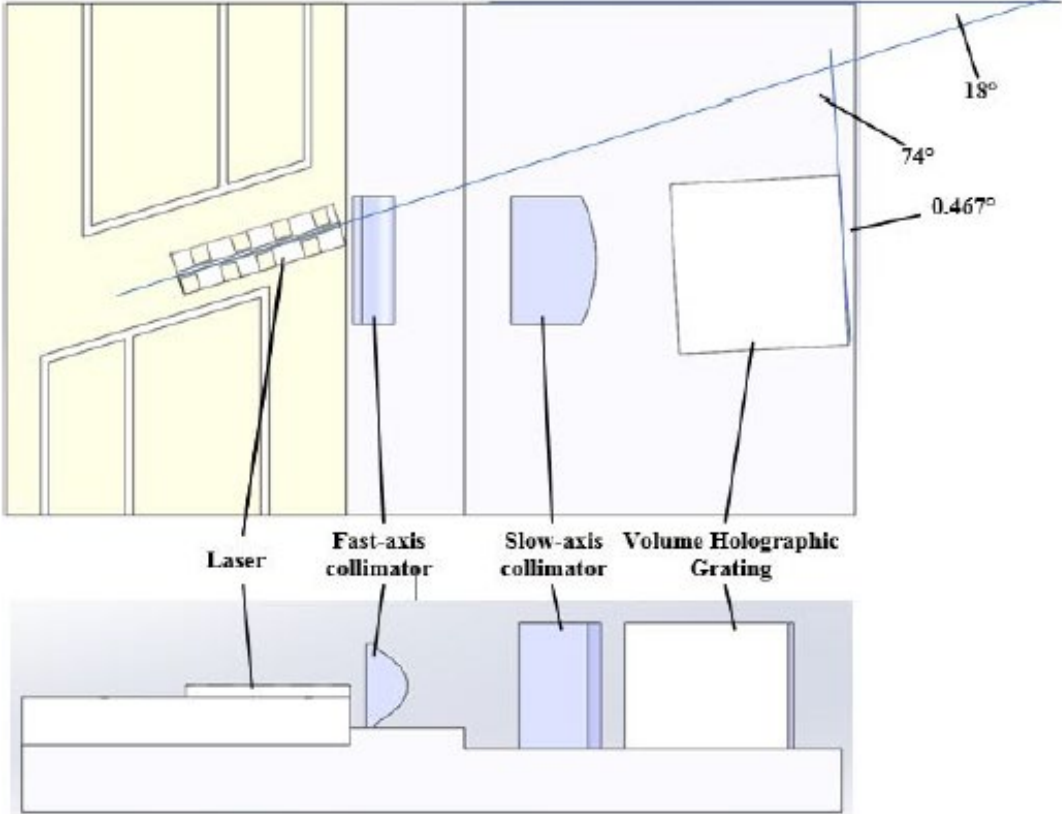 18°
74°
0.467°
Laser
Fast-axis
collimator
Slow-axis
collimator
Volume Holographic
Grating